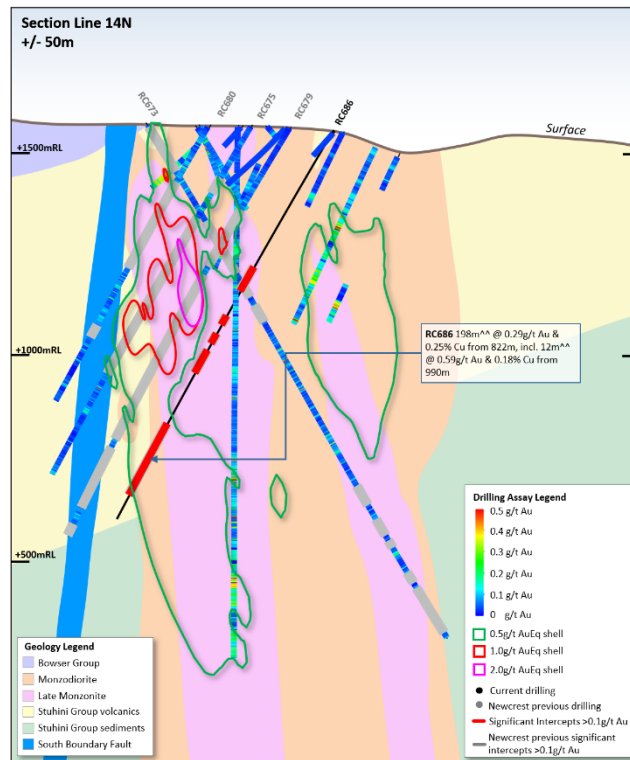 Section Line 14N
+/- 50m
RC673
RC680
RC675
RC679
RC686
Surface
+1500mRL
+1000mRL
+500mRL
RC686 198m^^ @ 0.29g/t Au &
0.25% Cu from 822m, incl. 12m^^
@ 0.59g/t Au & 0.18% Cu from
990m
Geology Legend
Bowser Group
Monzodiorite
Late Monzonite
Stuhini Group volcanics
Stuhini Group sediments
South Boundary Fault
Drilling Assay Legend
0.5 g/t Au
0.4 g/t Au
0.3 g/t Au
0.2 g/t Au
0.1 g/t Au
0 g/t Au
0.5g/t AuEq shell
1.0g/t AuEq shell
2.0g/t AuEq shell
Current drilling
Newcrest previous drilling
Significant Intercepts >0.1g/t Au
Newcrest previous significant
intercepts >0.1g/t Au